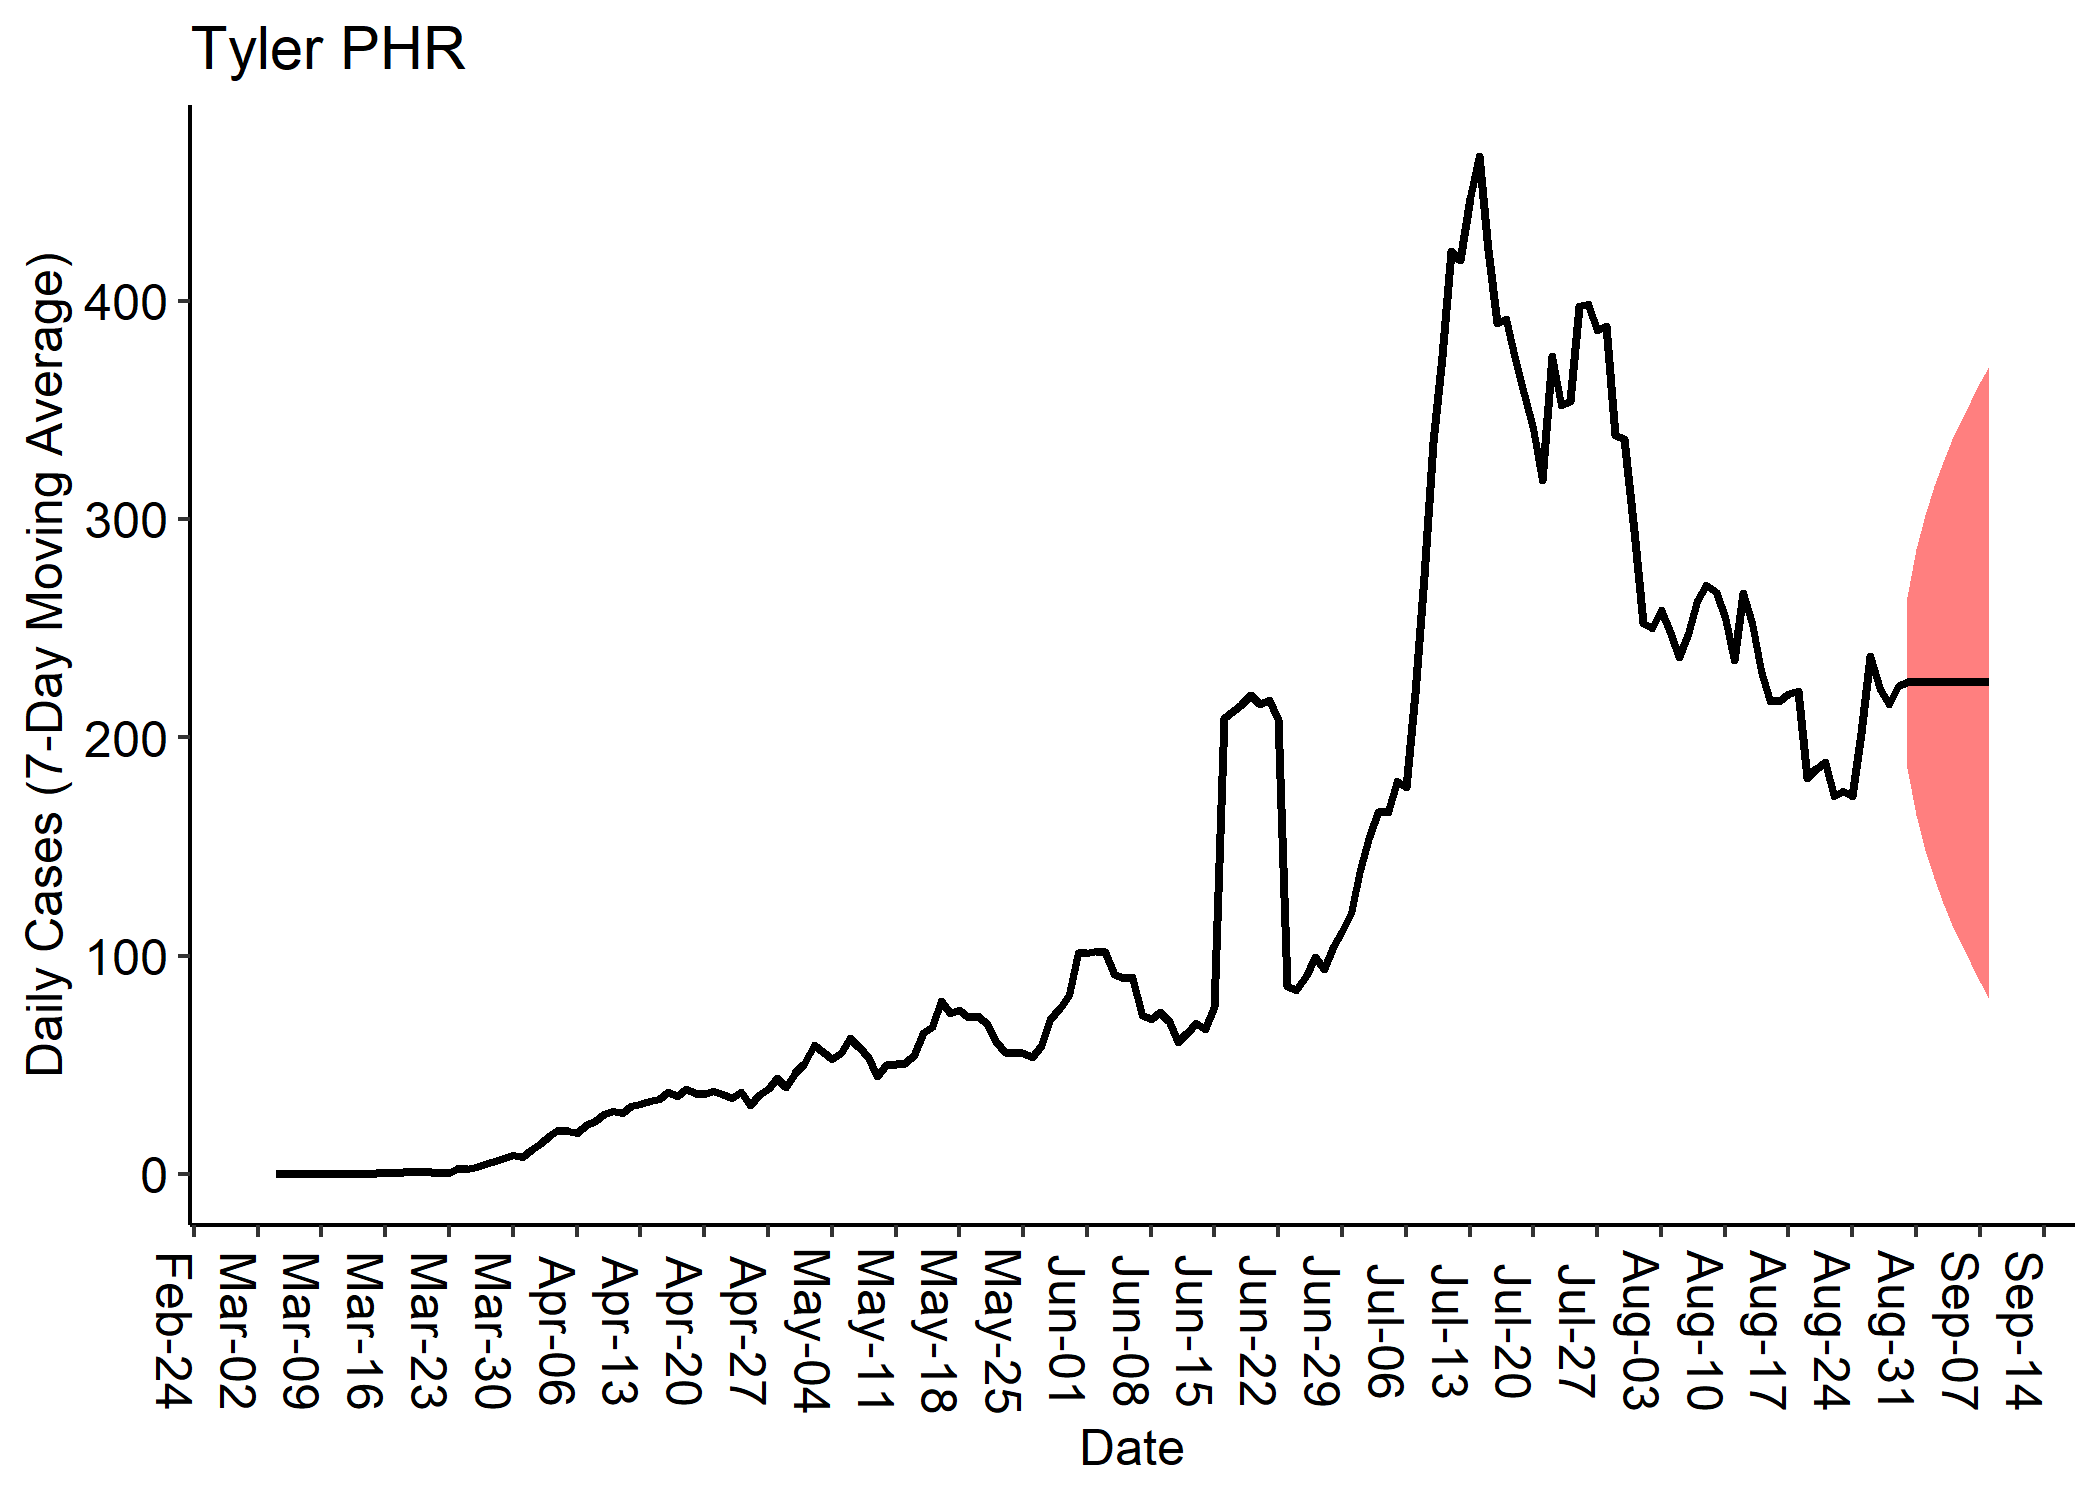 Tyler PHR
Daily Cases (7-Day Moving Average)
400
300
200
100
0
Feb-24
Mar-02
Mar-09
Mar-16
Mar-23
Mar-30
Apr-06
Apr-13
Apr-20
Apr-27
May-04
May-11
May-18
May-25
Jun-01
Jun-08
Jun-15
Jun-22
Jun-29
Jul-06
Jul-13
Jul-20
Jul-27
Aug-03
Aug-10
Aug-17
Aug-24
Aug-31
Sep-07
Sep-14
Date